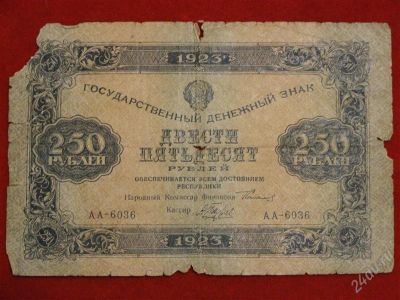 1923
ГОСУДАРСТВЕННЫЙ ДЕНЕЖНЫЙ ЗНАК
250 РУБЛЕЙ
ДВЕСТИ
ПЯТЬДЕСЯТ
РУБЛЕЙ
250 РУБЛЕЙ
ОБЕСПЕЧИВАЕТСЯ ВСЕМ ДОСТОЯНИЕМ
РЕСПУБЛИКИ
Народный Комиссар Финансов
Кассир
АА-6036
АА-6036
1923